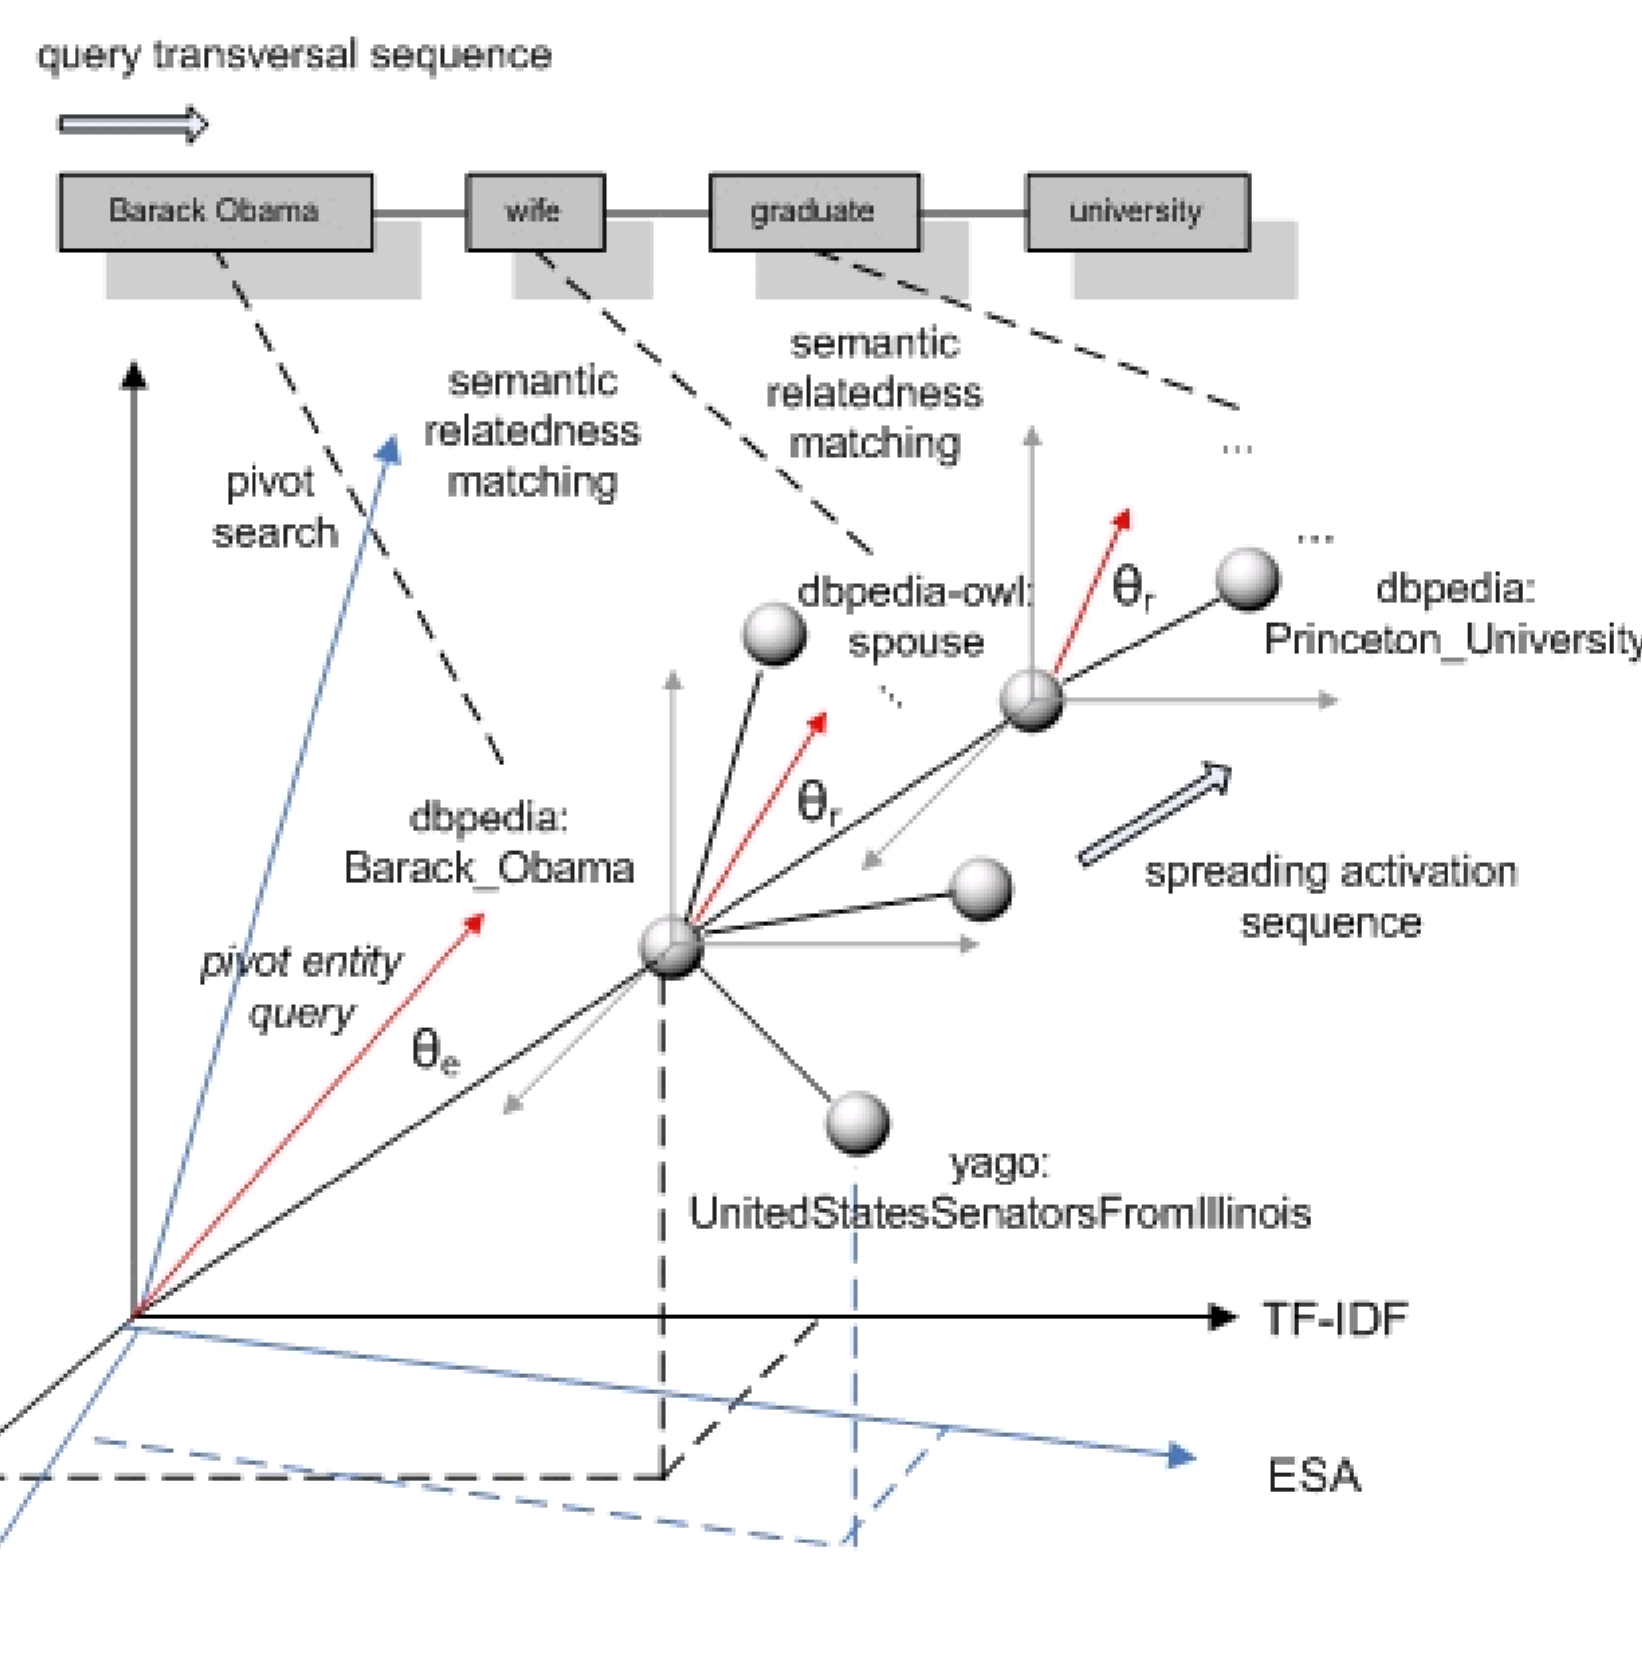 query transversal sequence
Barack Obama
wife
graduate
university
semantic
relatedness
matching
semantic
relatedness
matching
pivot
search
...
...
dbpedia-owl:
spouse
θr
dbpedia:
Princeton_University
...
θr
dbpedia:
Barack_Obama
spreading activation
sequence
pivot entity
query
θe
yago:
UnitedStatesSenatorsFromIllinois
TF-IDF
ESA